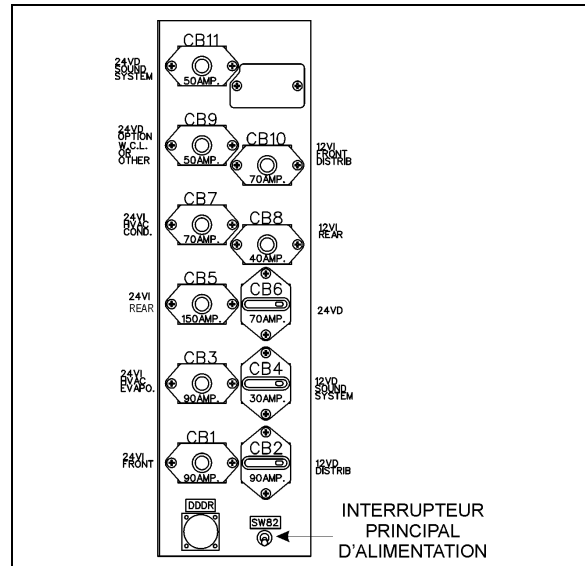 CB11
24VD
SOUND
SYSTEM
50AMP.
CB9
24VD
OPTION
W.C.L.
OR
OTHER
50AMP.
CB10
12VI
FRONT
DISTRIB
70AMP.
CB7
24VI
HVAC
COND.
70AMP.
CB8
12VI
REAR
40AMP.
CB5
24VI
REAR
150AMP.
CB6
24VD
70AMP.
CB3
24VI
HVAC
EVAPO.
90AMP.
CB4
12VD
SOUND
SYSTEM
30AMP.
CB1
24VI
FRONT
90AMP.
CB2
12VD
DISTRIB
90AMP.
DDDR
SW82
INTERRUPTEUR
PRINCIPAL
D'ALIMENTATION